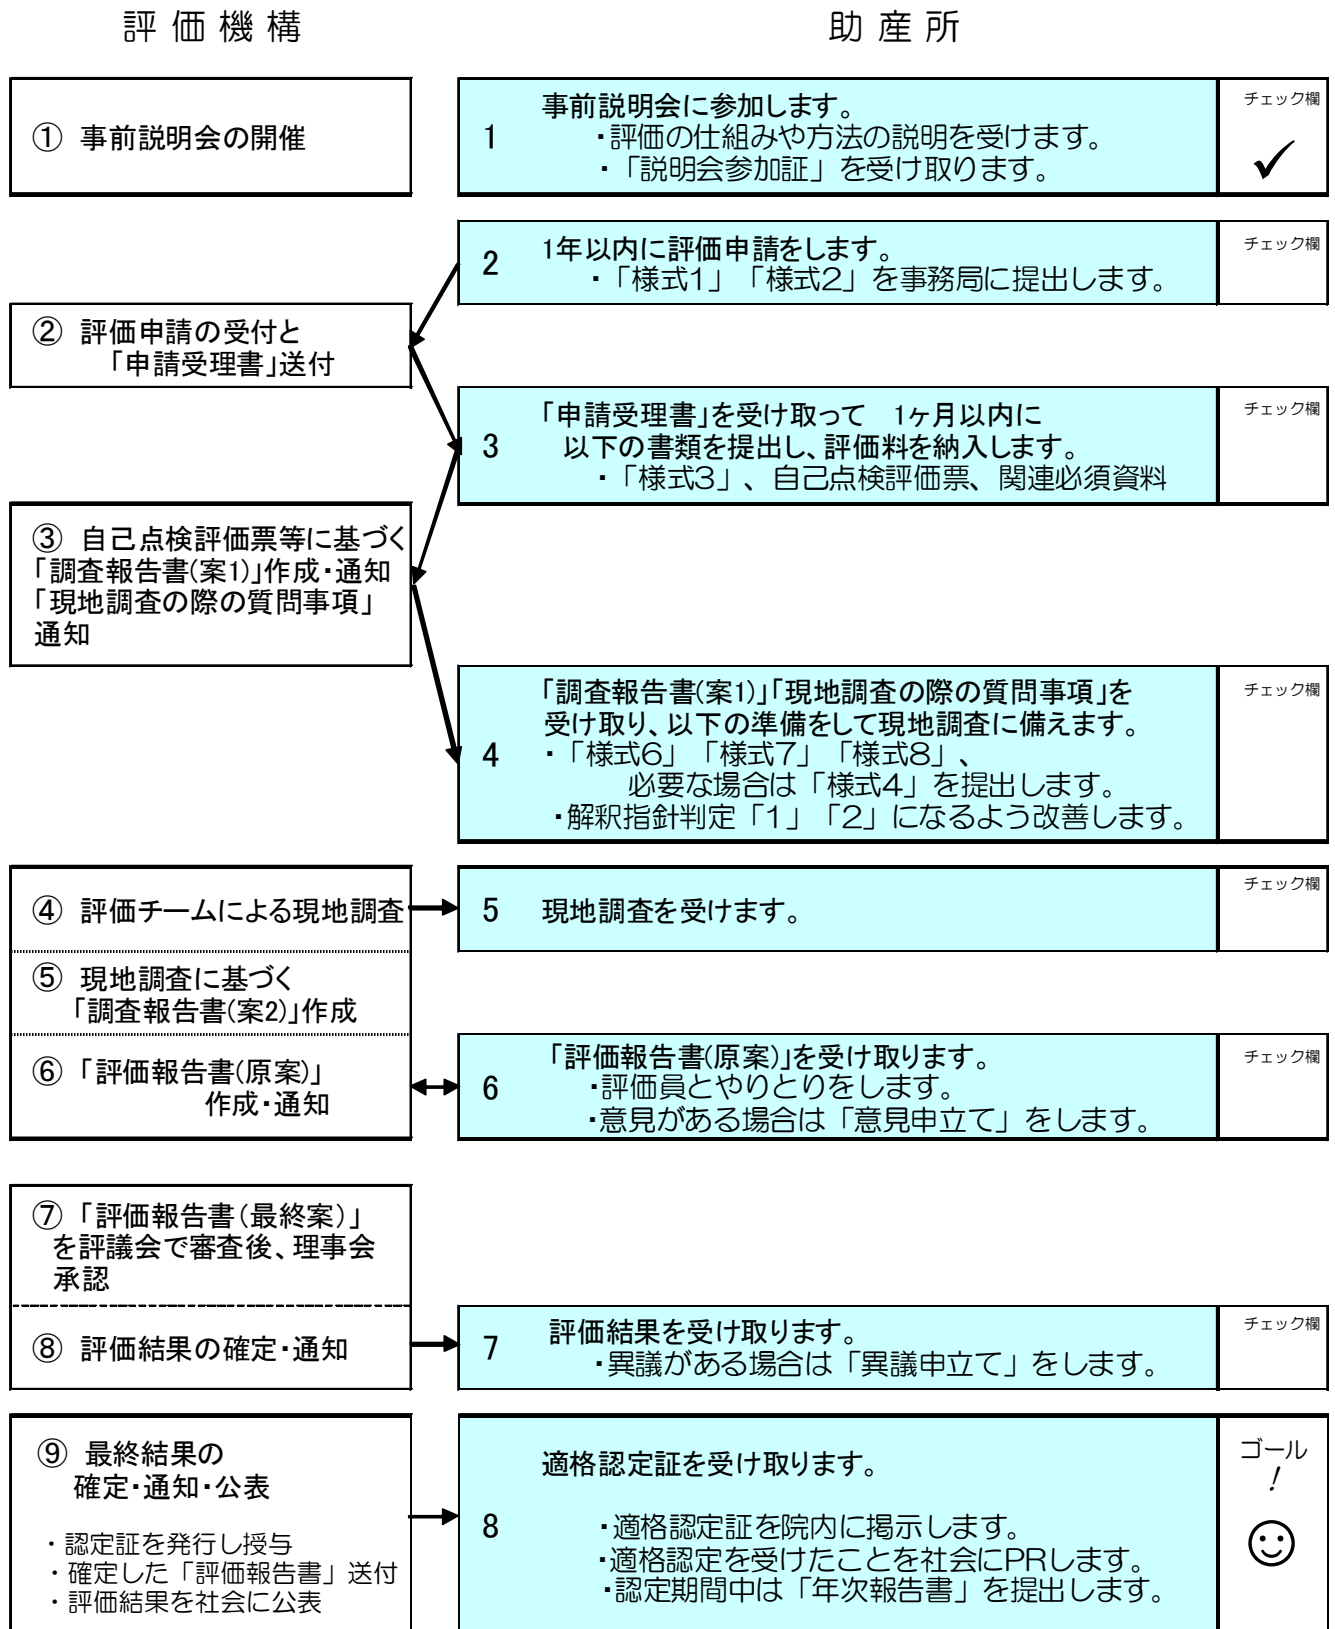 評価機構
助産所
① 事前説明会の開催
1
事前説明会に参加します。
・評価の仕組みや方法の説明を受けます。
・「説明会参加証」を受け取ります。
チェック欄
✓
2
1年以内に評価申請をします。
・「様式1」「様式2」を事務局に提出します。
チェック欄
② 評価申請の受付と
「申請受理書」送付
3
「申請受理書」を受け取って　1ヶ月以内に
以下の書類を提出し、評価料を納入します。
・「様式3」、自己点検評価票、関連必須資料
チェック欄
③ 自己点検評価票等に基づく
「調査報告書(案1)」作成・通知
「現地調査の際の質問事項」
通知
4
「調査報告書(案1)」「現地調査の際の質問事項」を
受け取り、以下の準備をして現地調査に備えます。
・「様式6」「様式7」「様式8」、
必要な場合は「様式4」を提出します。
・解釈指針判定「1」「2」になるよう改善します。
チェック欄
④ 評価チームによる現地調査
5
現地調査を受けます。
チェック欄
⑤ 現地調査に基づく
「調査報告書(案2)」作成
⑥「評価報告書(原案)」
作成・通知
6
「評価報告書(原案)」を受け取ります。
・評価員とやりとりをします。
・意見がある場合は「意見申立て」をします。
チェック欄
⑦「評価報告書(最終案)」
を評議会で審査後、理事会
承認
⑧ 評価結果の確定・通知
7
評価結果を受け取ります。
・異議がある場合は「異議申立て」をします。
チェック欄
⑨ 最終結果の
確定・通知・公表
・認定証を発行し授与
・確定した「評価報告書」送付
・評価結果を社会に公表
8
適格認定証を受け取ります。
・適格認定証を院内に掲示します。
・適格認定を受けたことを社会にPRします。
・認定期間中は「年次報告書」を提出します。
ゴール
!